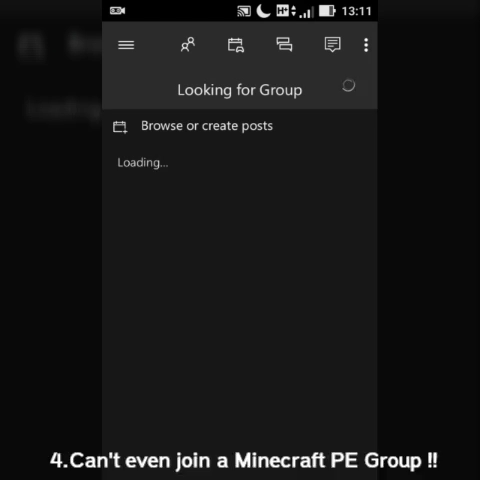 13:11
Looking for Group
Browse or create posts
Loading...
4.Can't even join a Minecraft PE Group !!